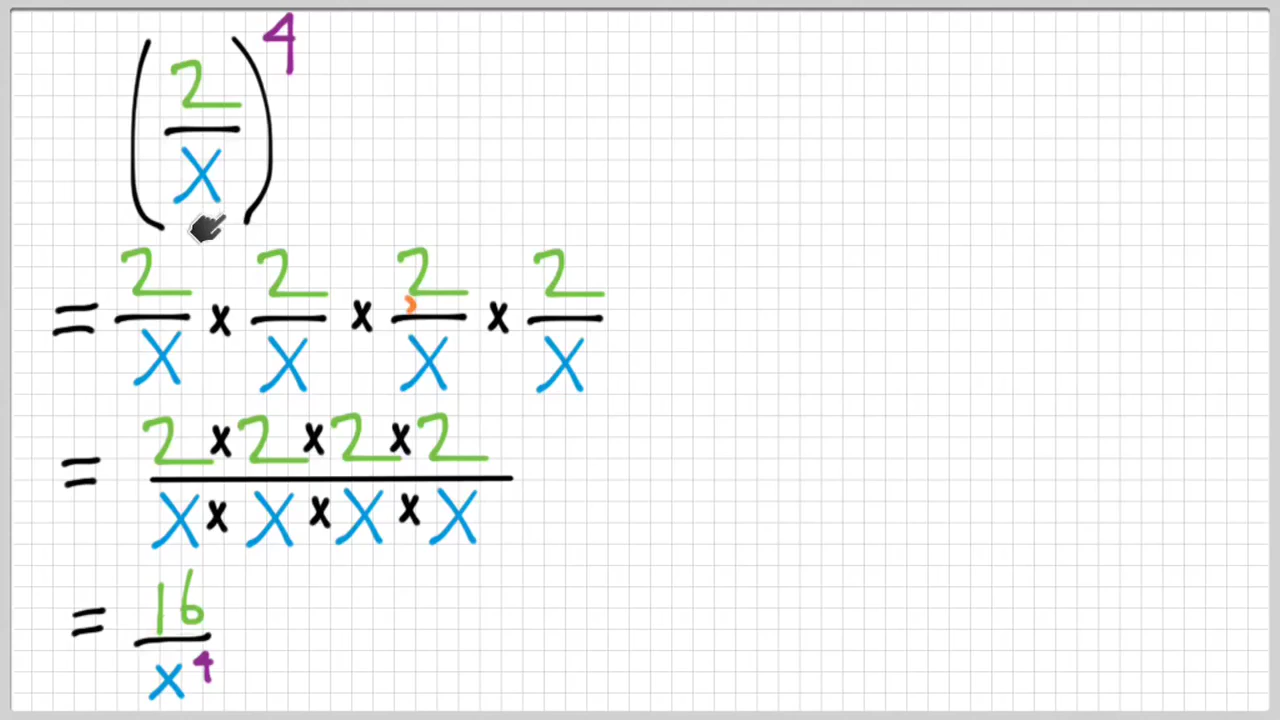 (2/x)^4
= 2/x × 2/x × 2/x × 2/x
= (2 × 2 × 2 × 2)/(x × x × x × x)
= 16/x^4